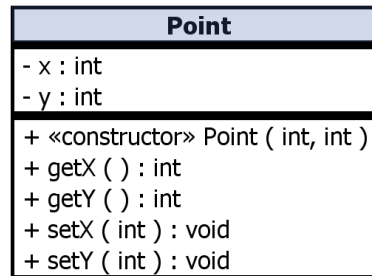 Point
- x : int
- y : int
+ «constructor» Point ( int, int )
+ getX ( ) : int
+ getY ( ) : int
+ setX ( int ) : void
+ setY ( int ) : void